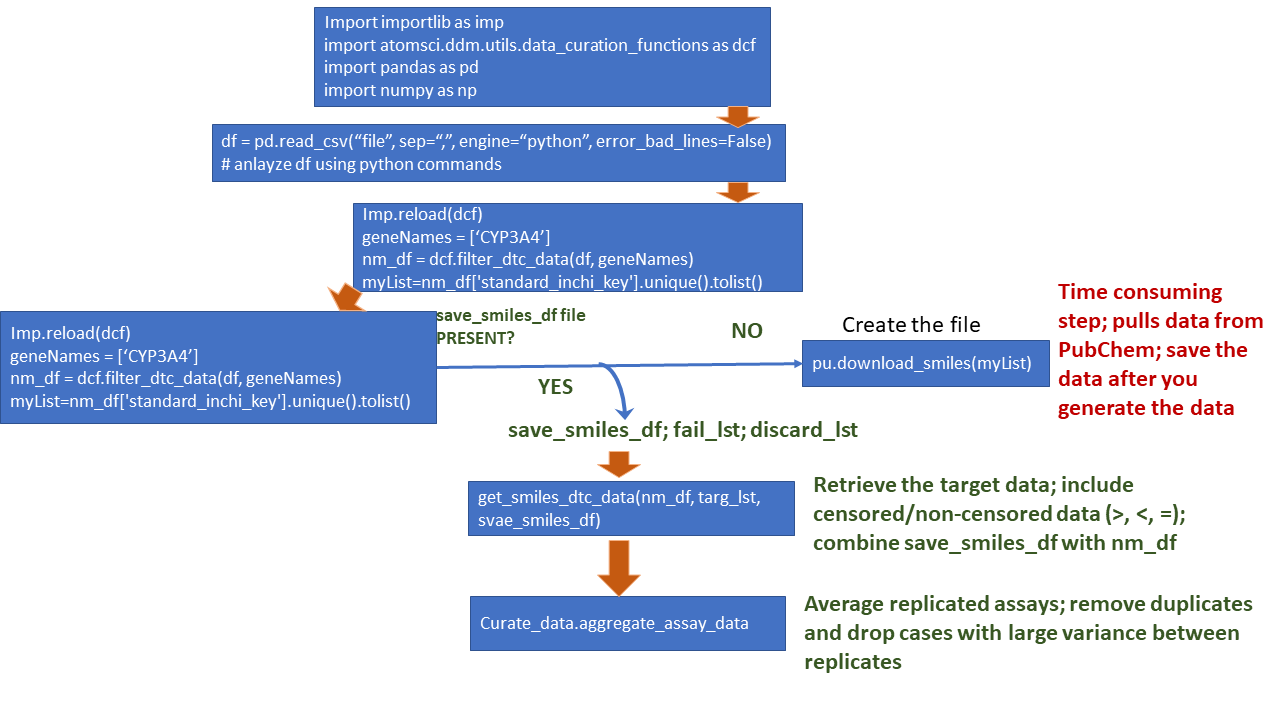 Import importlib as imp
import atomsci.ddm.utils.data_curation_functions as dcf
import pandas as pd
import numpy as np
df = pd.read_csv(“file”, sep=“,”, engine=“python”, error_bad_lines=False)
# anlayze df using python commands
Imp.reload(dcf)
geneNames = [‘CYP3A4’]
nm_df = dcf.filter_dtc_data(df, geneNames)
myList=nm_df['standard_inchi_key'].unique().tolist()
Imp.reload(dcf)
geneNames = [‘CYP3A4’]
nm_df = dcf.filter_dtc_data(df, geneNames)
myList=nm_df['standard_inchi_key'].unique().tolist()
save_smiles_df file
PRESENT?
NO
YES
Create the file
pu.download_smiles(myList)
Time consuming
step; pulls data from
PubChem; save the
data after you
generate the data
save_smiles_df; fail_lst; discard_lst
get_smiles_dtc_data(nm_df, targ_lst,
svae_smiles_df)
Retrieve the target data; include
censored/non-censored data (>, <, =);
combine save_smiles_df with nm_df
Curate_data.aggregate_assay_data
Average replicated assays; remove duplicates
and drop cases with large variance between
replicates